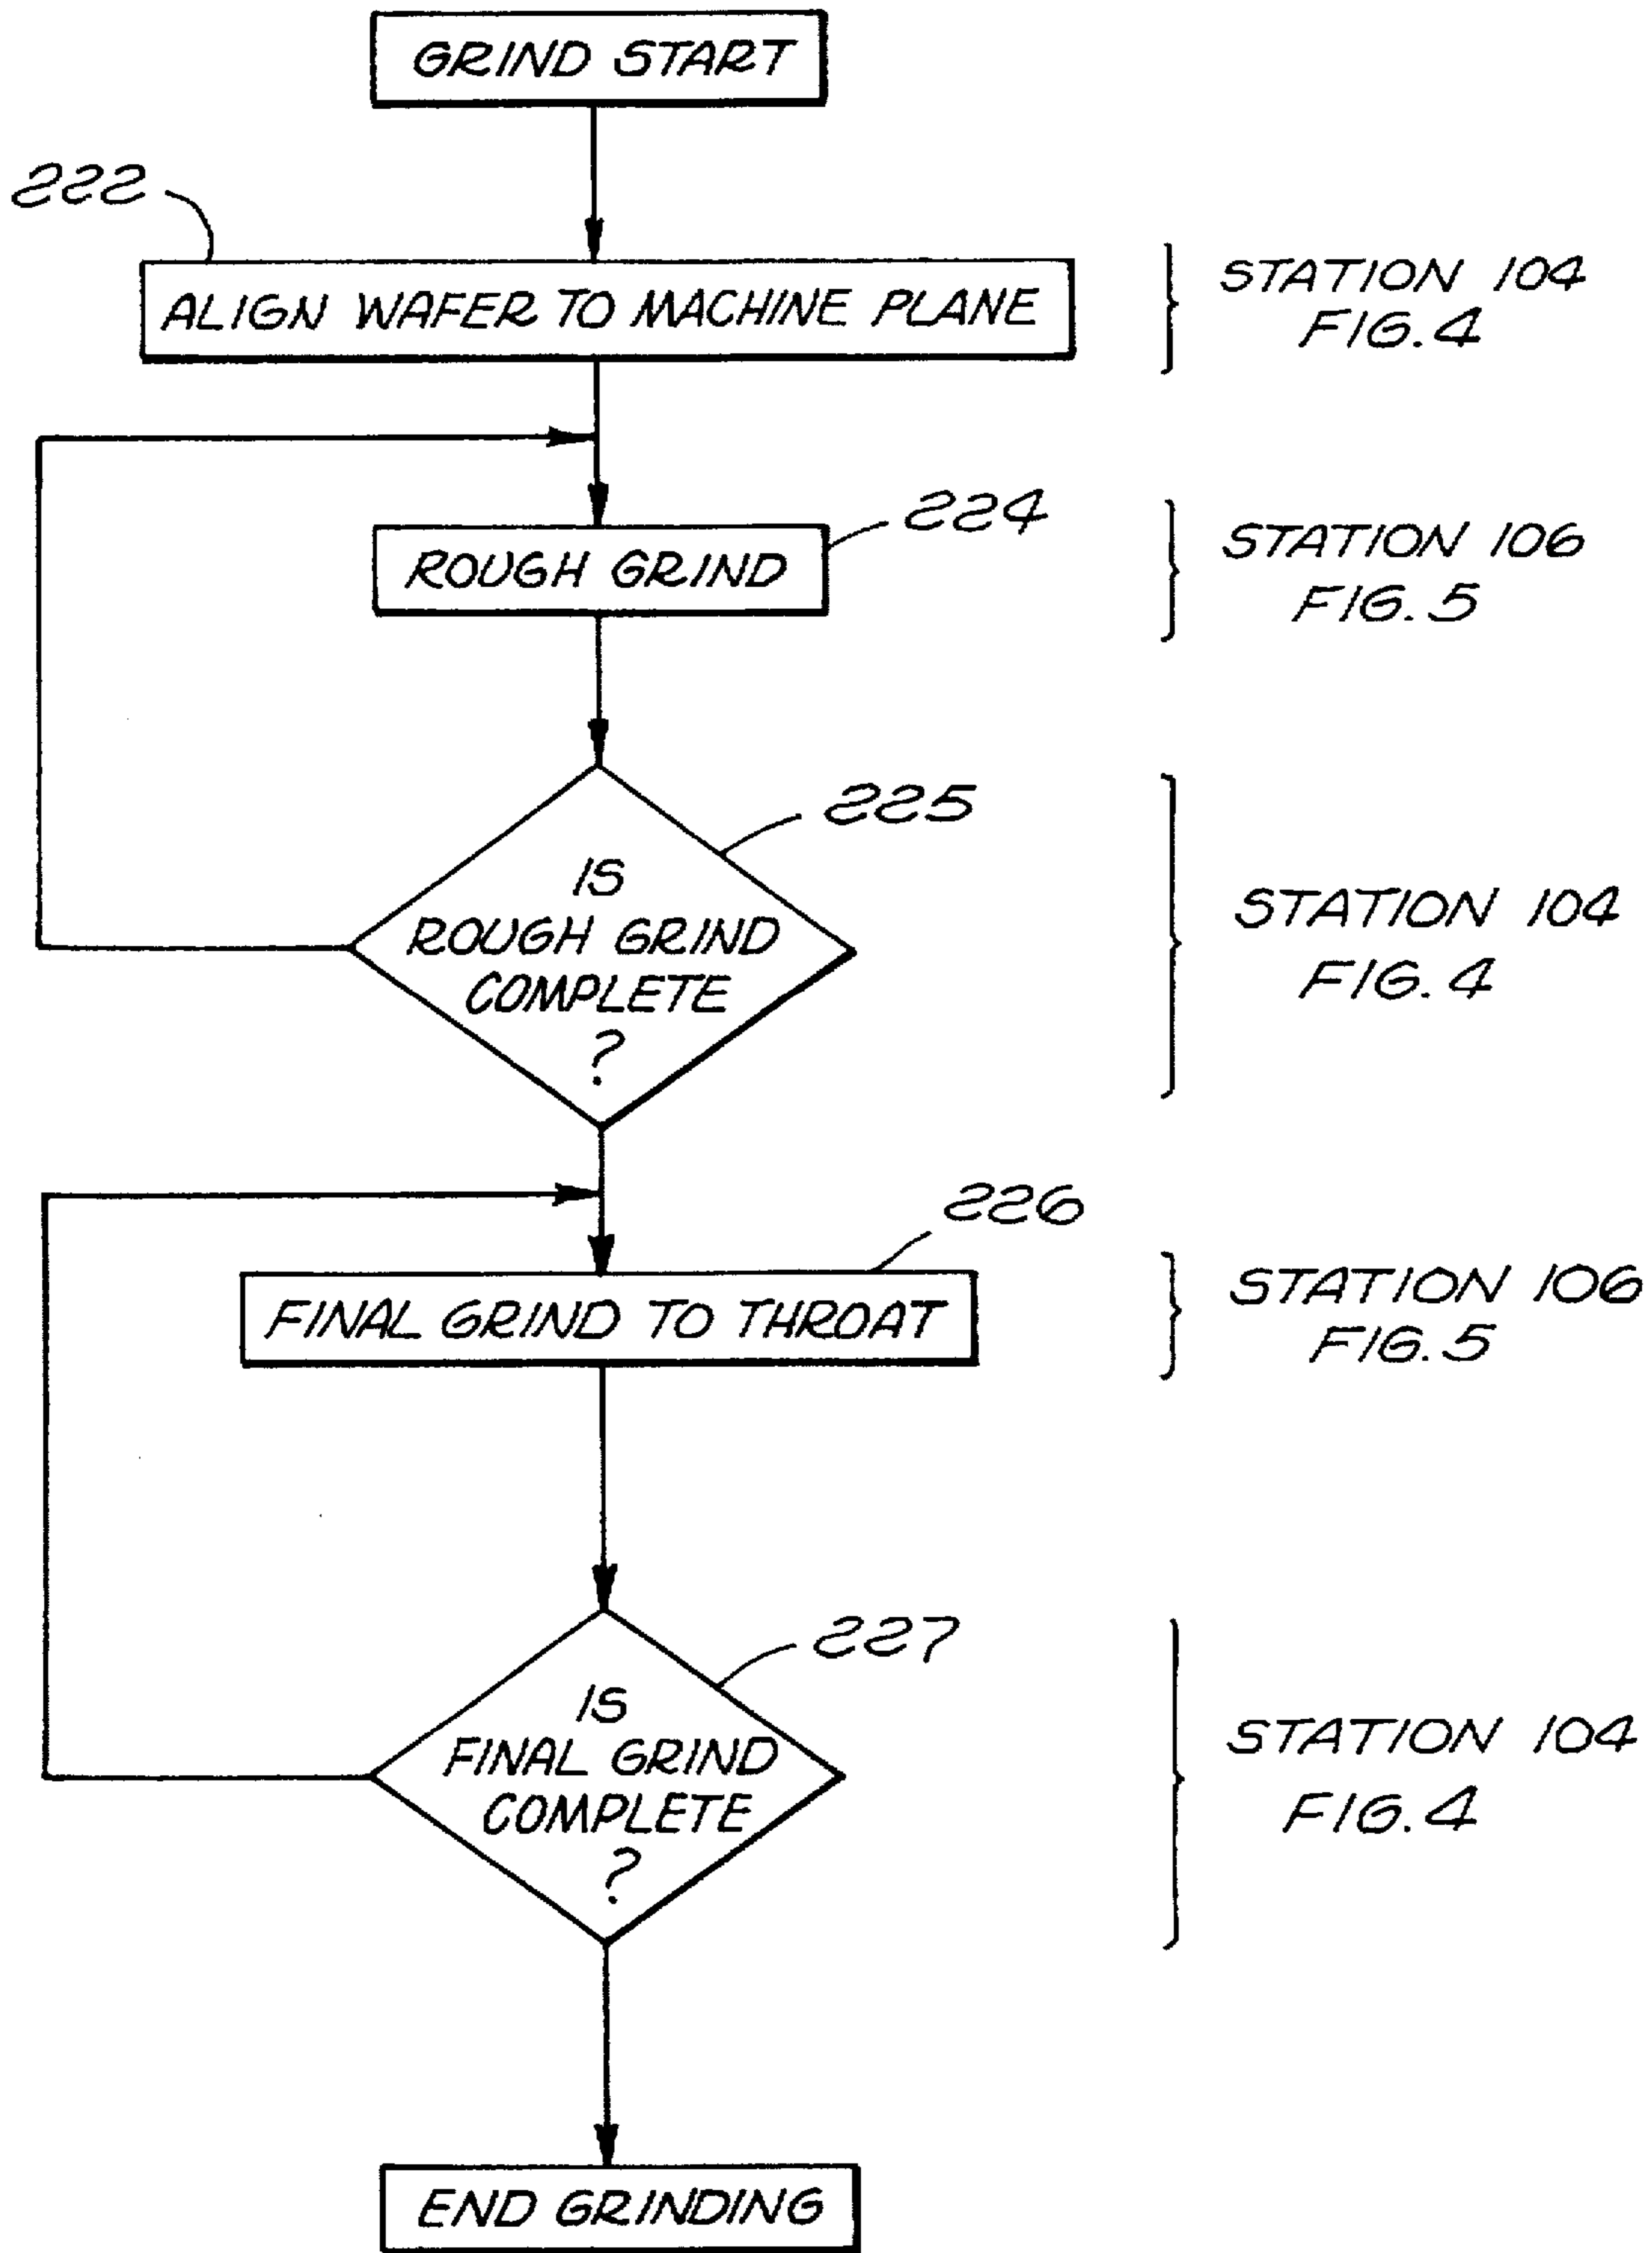 GRIND START
222
ALIGN WAFER TO MACHINE PLANE
STATION 104
FIG. 4
224
ROUGH GRIND
STATION 106
FIG. 5
225
IS
ROUGH GRIND
COMPLETE
?
STATION 104
FIG. 4
226
FINAL GRIND TO THROAT
STATION 106
FIG. 5
227
IS
FINAL GRIND
COMPLETE
?
STATION 104
FIG. 4
END GRINDING